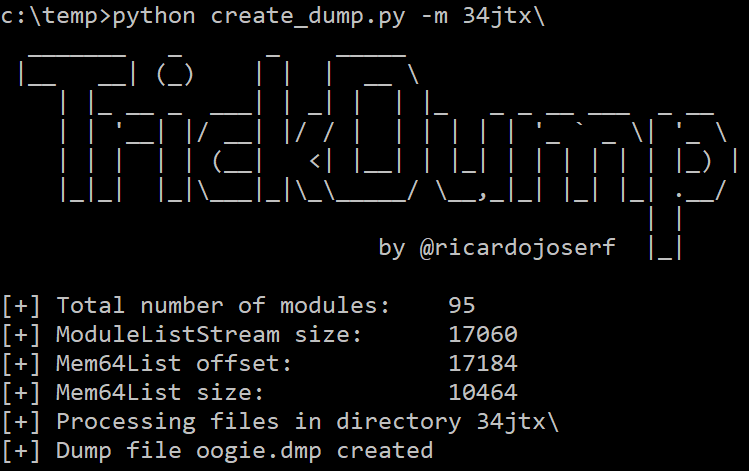 c:\temp>python create_dump.py -m 34jtx\
TrickDump
by @ricardojoserf
[+] Total number of modules: 95
[+] ModuleListStream size: 17060
[+] Mem64List offset: 17184
[+] Mem64List size: 10464
[+] Processing files in directory 34jtx\
[+] Dump file oogie.dmp created